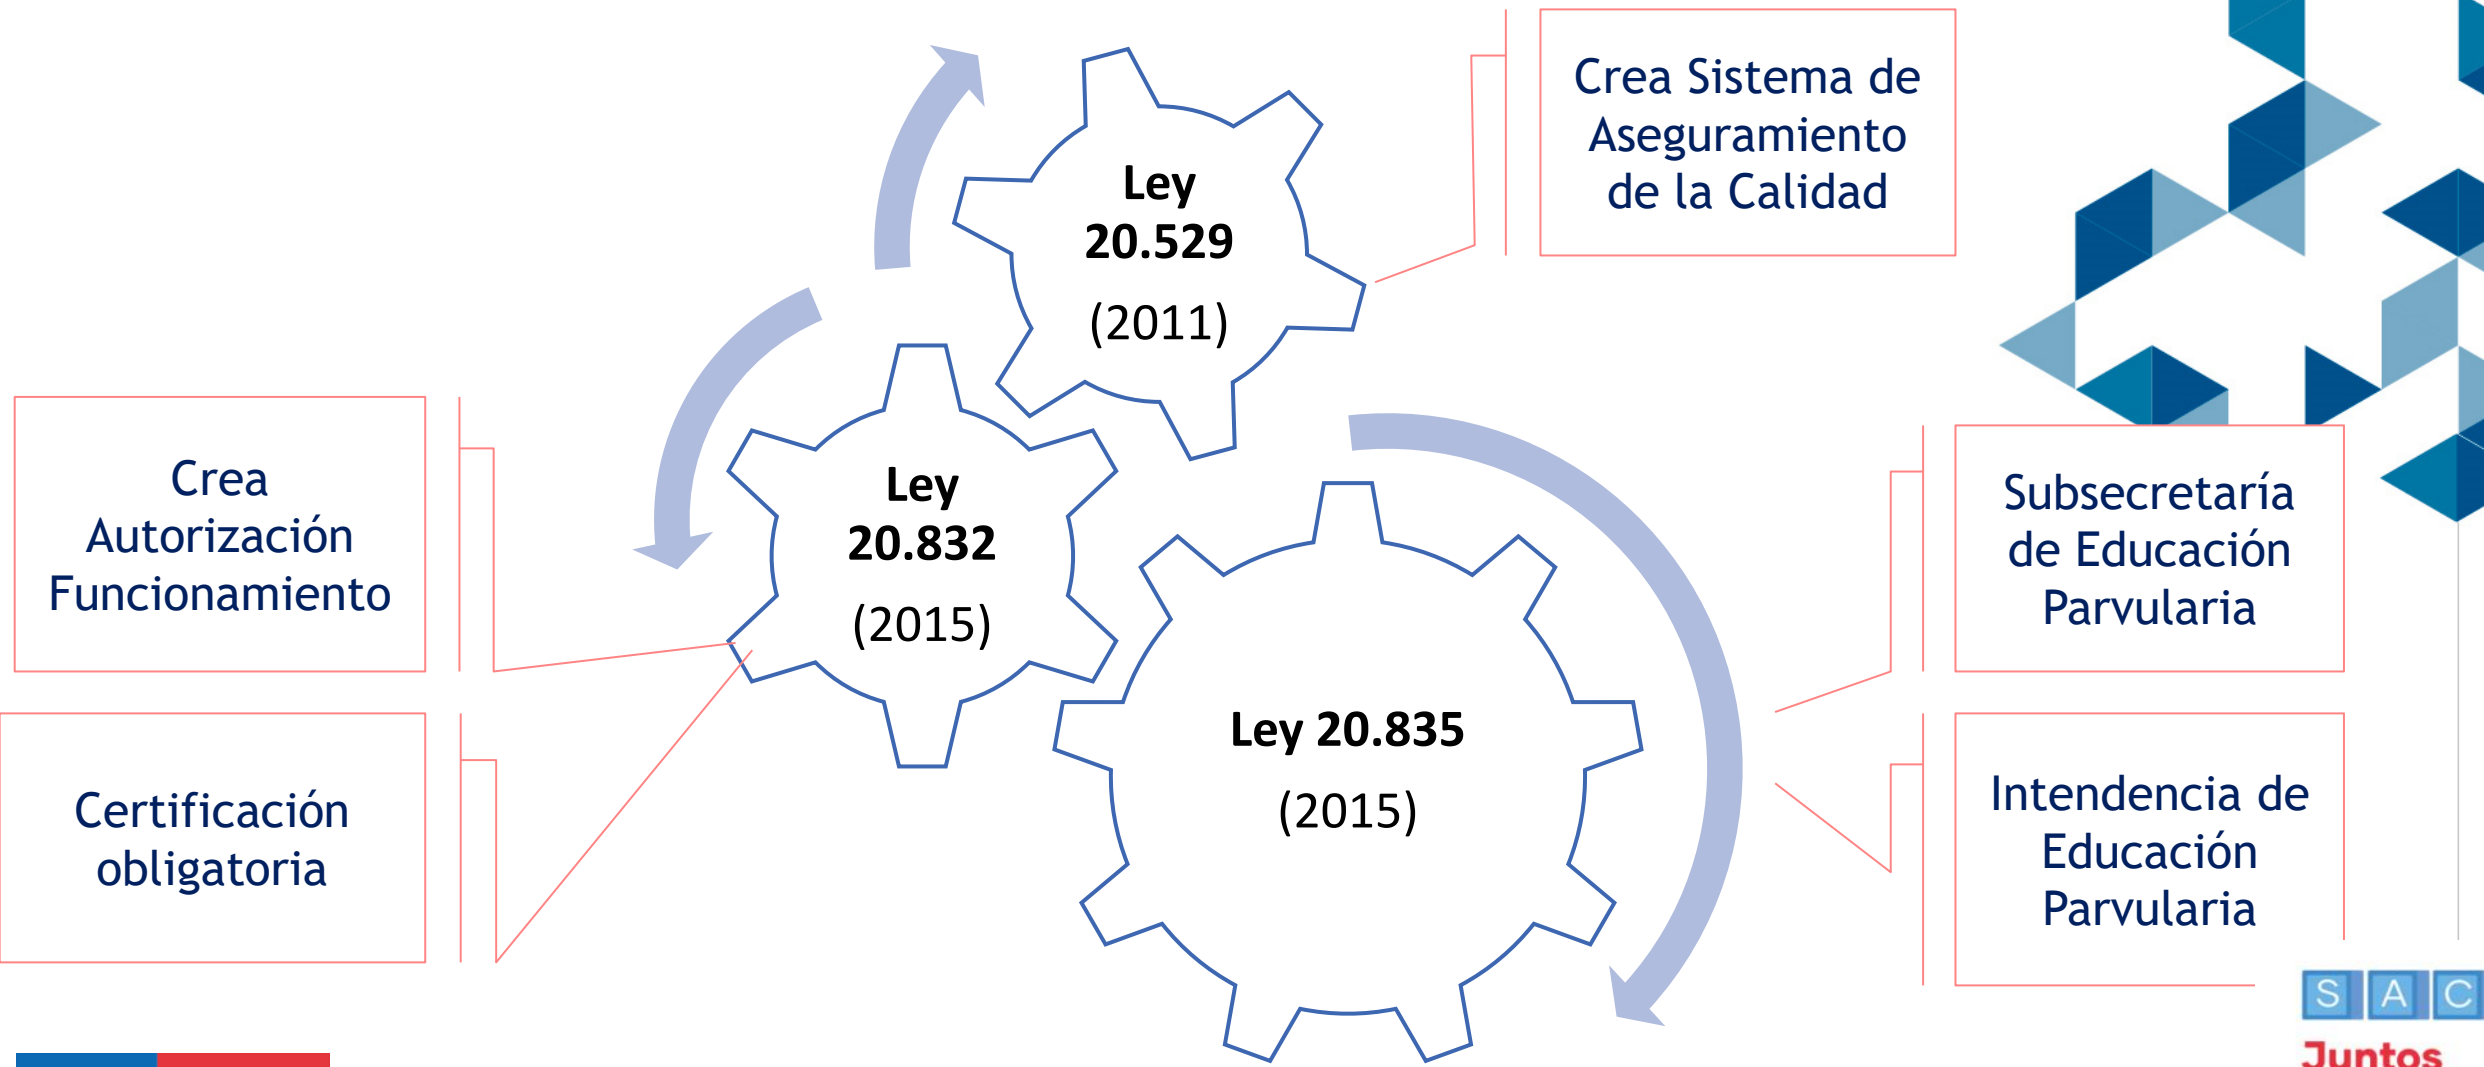 Crea Sistema de
Aseguramiento
de la Calidad
Ley
20.529
(2011)
Ley
20.832
(2015)
Crea
Autorización
Funcionamiento
Certificación
obligatoria
Ley 20.835
(2015)
Subsecretaría
de Educación
Parvularia
Intendencia de
Educación
Parvularia
SAC
Juntos